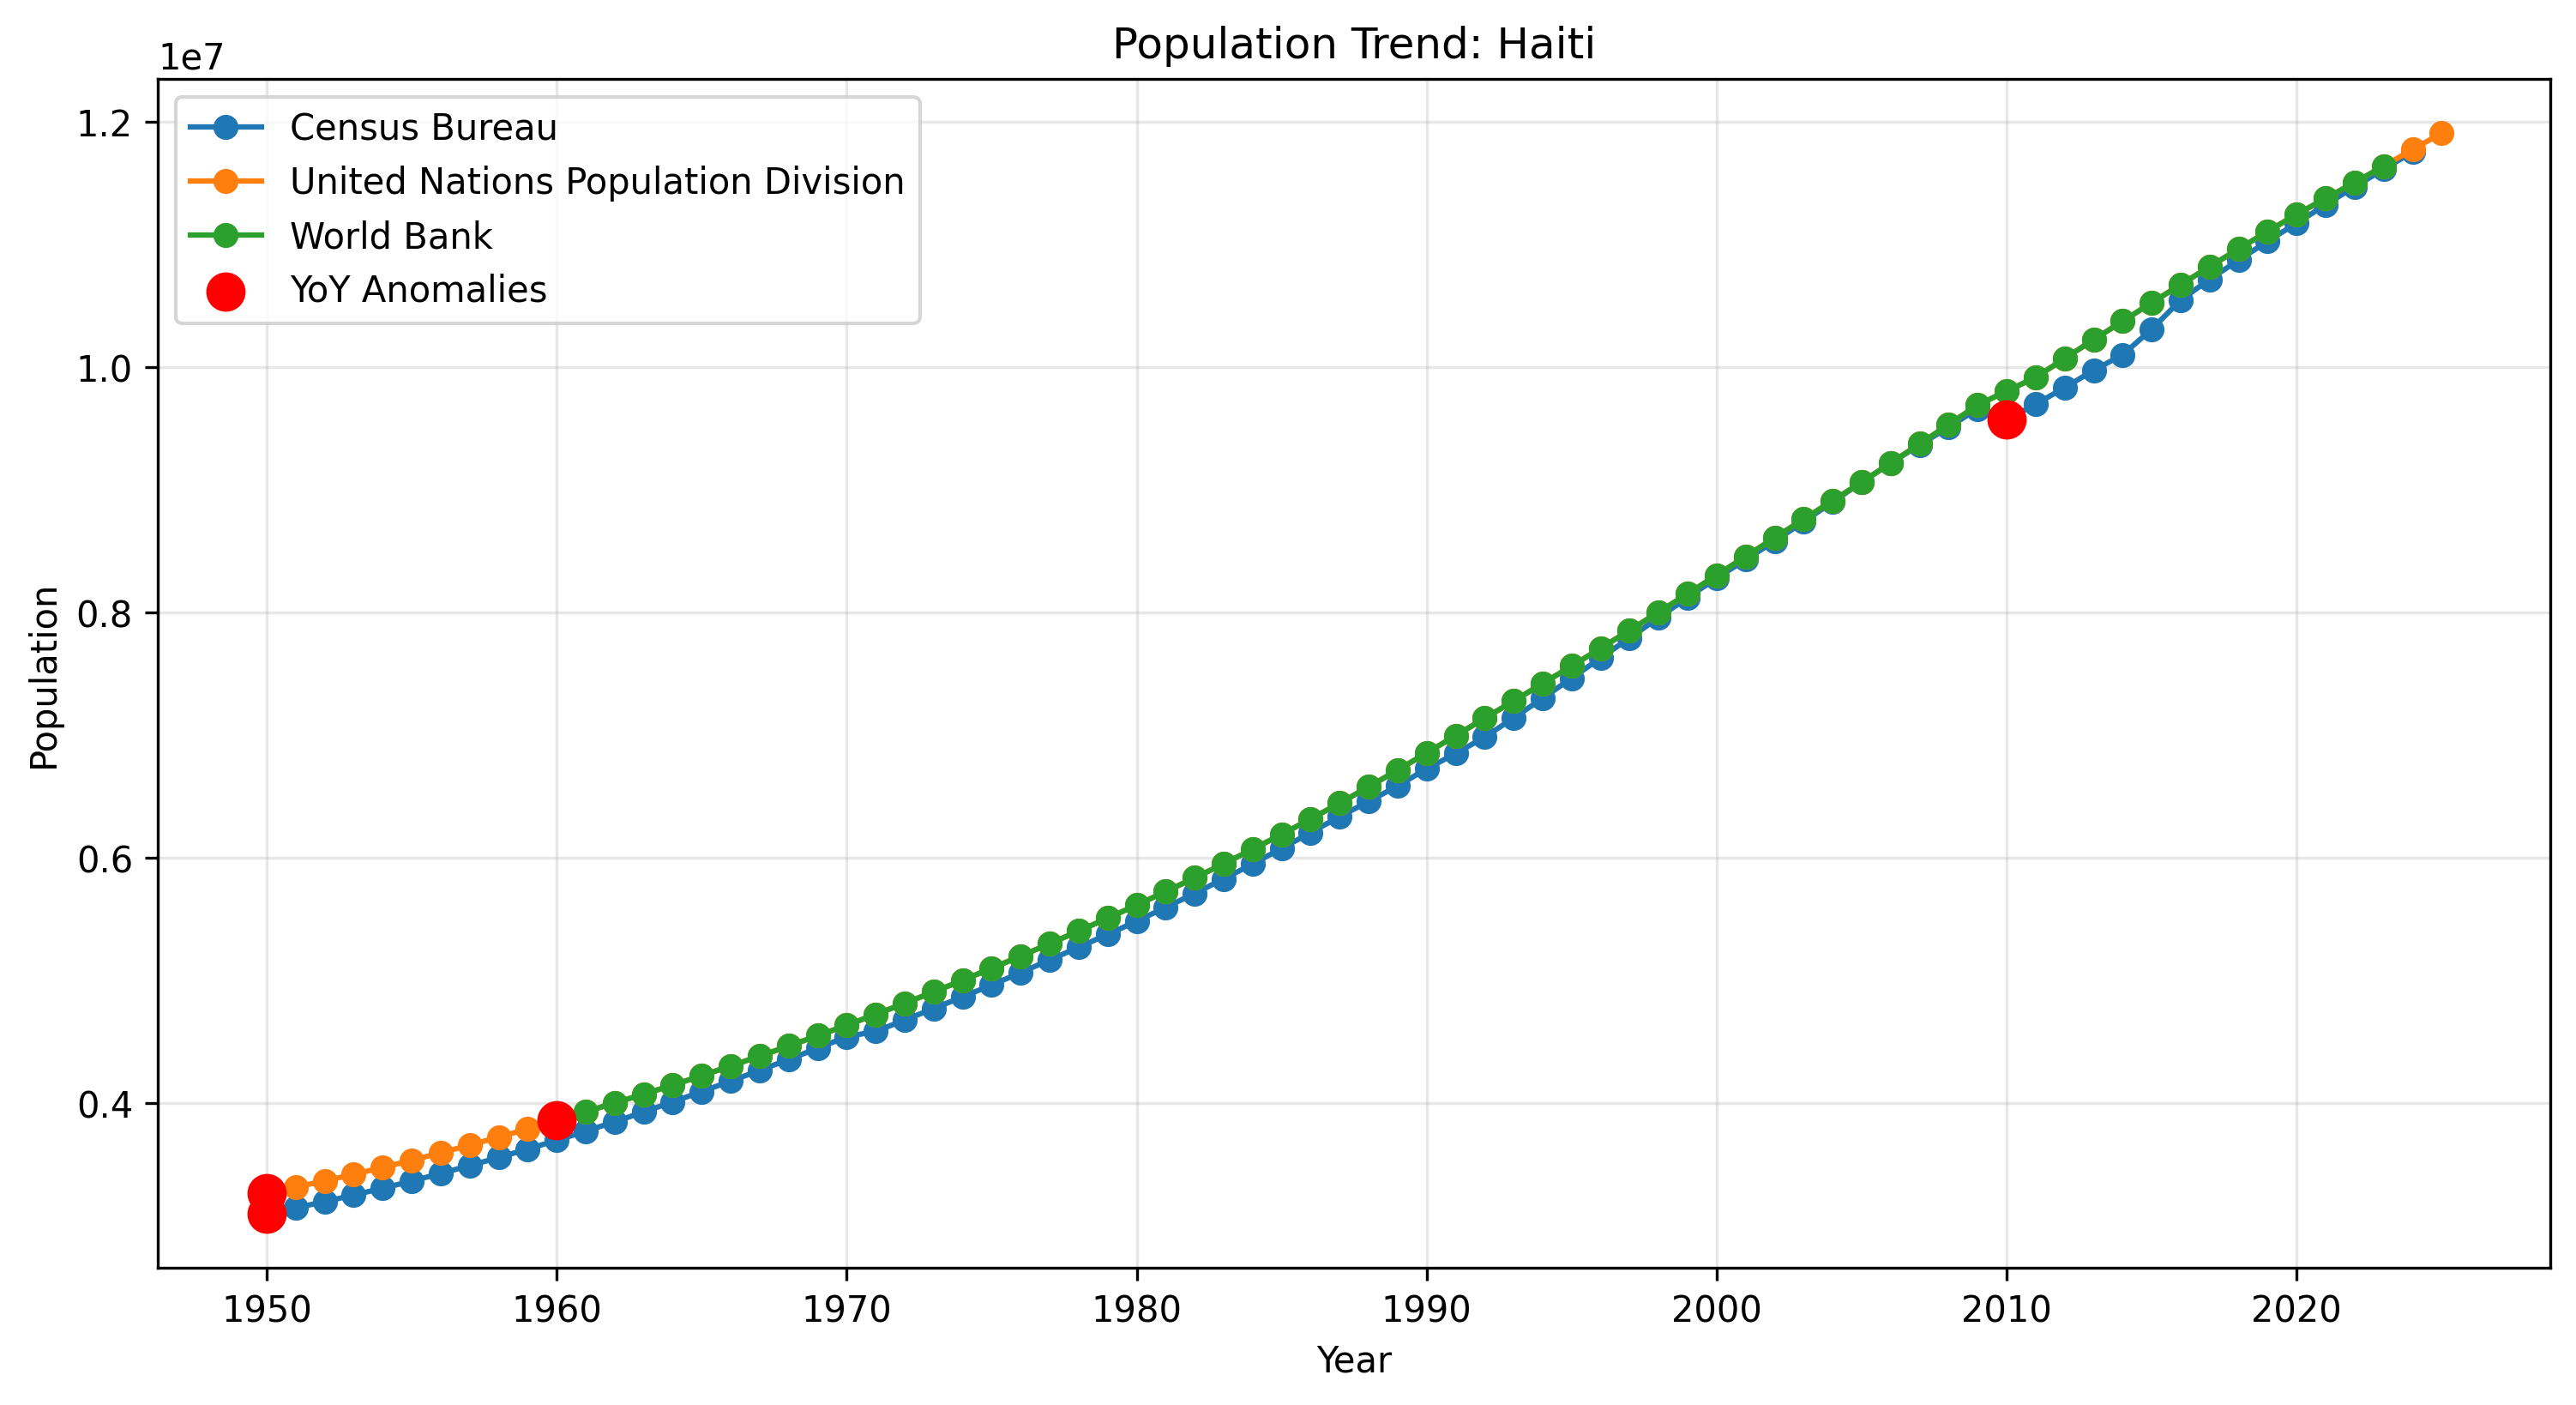 Population Trend: Haiti
1e7
Census Bureau
United Nations Population Division
World Bank
YoY Anomalies
1.2
1.0
0.8
0.6
0.4
Population
1950 1960 1970 1980 1990 2000 2010 2020
Year